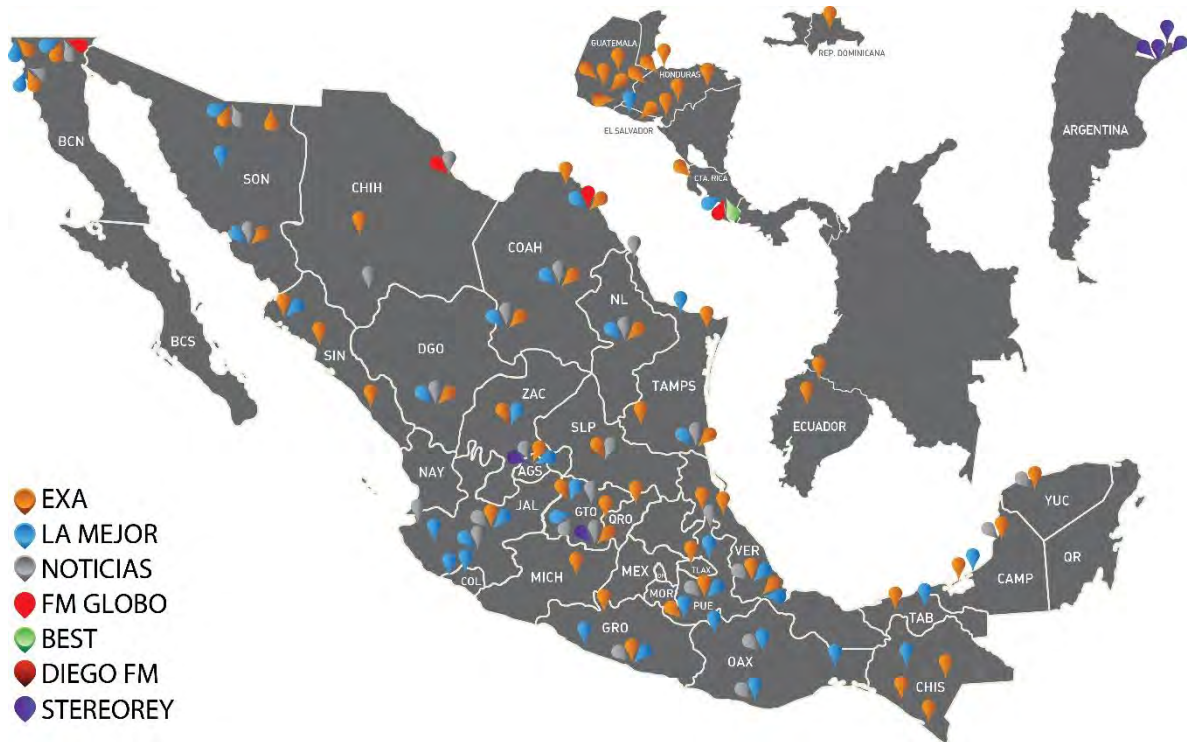 GUATEMALA
HONDURAS
EL SALVADOR
REP. DOMINICANA
CTA. RICA
ARGENTINA
ECUADOR
BCN
SON
CHIH
COAH
BCS
SIN
DGO
NL
ZAC
TAMPS
SLP
NAY
AGS
JAL
GTO
QRO
COL
MICH
MEX
TLAX
VER
MOR
PUE
GRO
OAX
TAB
CHIS
YUC
CAMP
QR
EXA
LA MEJOR
NOTICIAS
FM GLOBO
BEST
DIEGO FM
STEREOREY